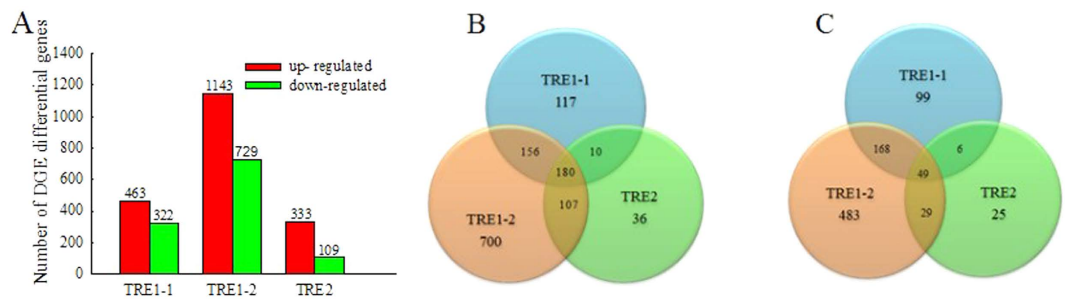 A
Number of DGE differential genes
1400
1200
1000
800
600
400
200
0
up- regulated
down-regulated
463
322
1143
729
333
109
TRE1-1
TRE1-2
TRE2
B
TRE1-1
117
156
10
180
107
TRE1-2
700
TRE2
36
C
TRE1-1
99
168
6
49
29
TRE1-2
483
TRE2
25